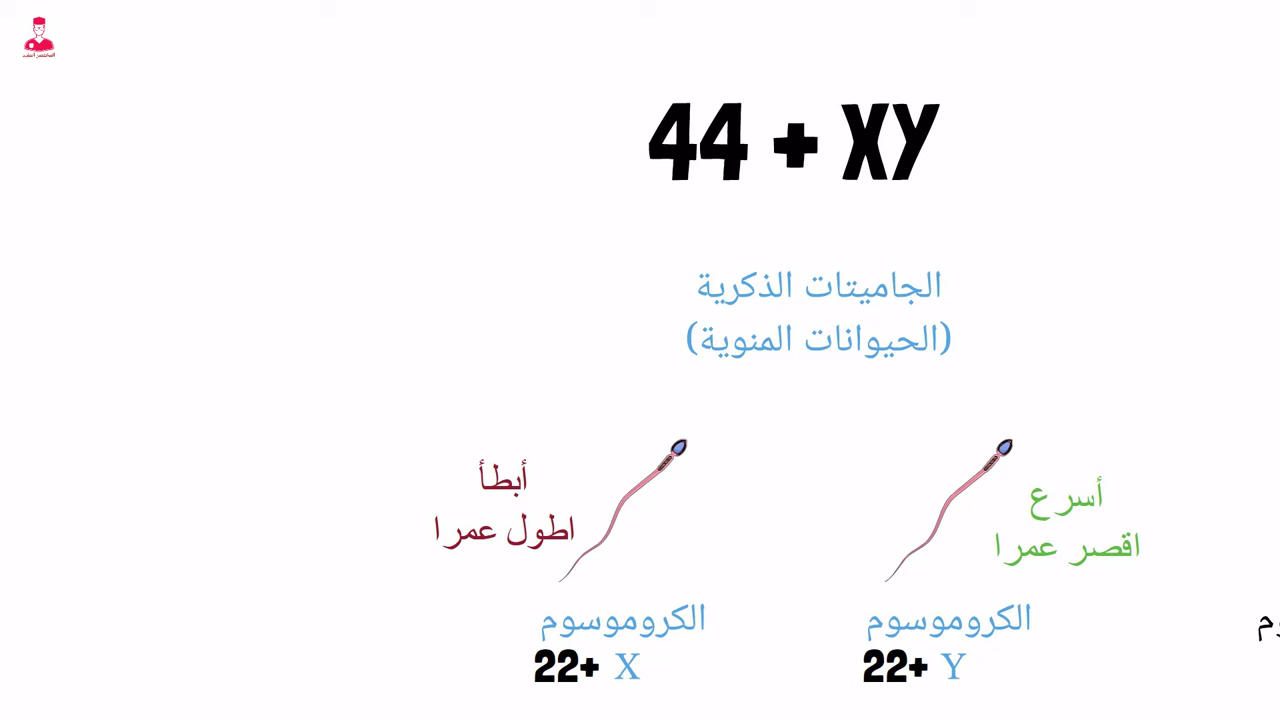 44 + XY
الجاميتات الذكرية
(الحيوانات المنوية)
أسرع
اقصر عمرا
أبطأ
اطول عمرا
الكروموسوم
22+ Y
الكروموسوم
22+ X